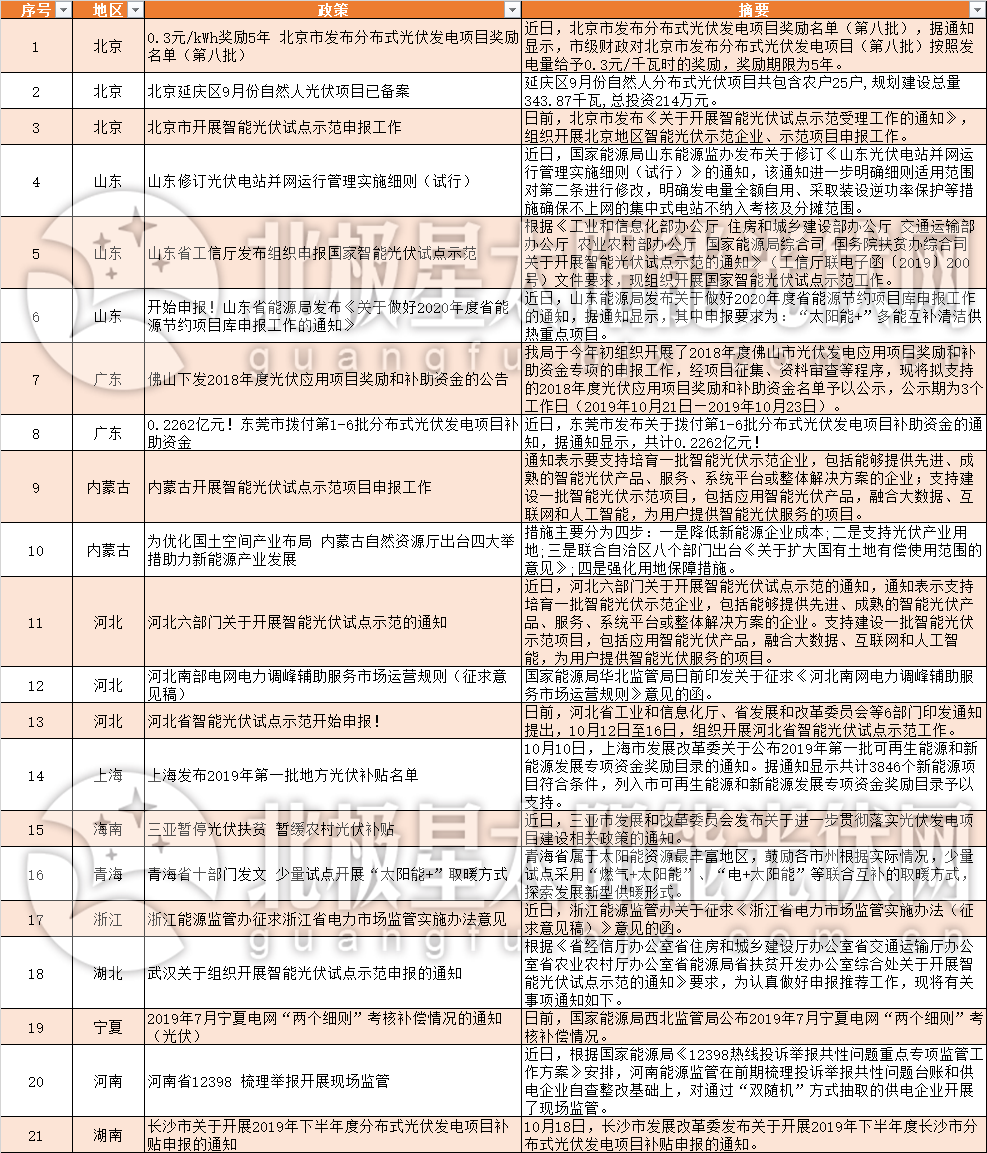 序号 地区 政策 摘要
1 北京 0.3元/kWh奖励5年 北京市发布分布式光伏发电项目奖励
名单（第八批）
近日，北京市发布分布式光伏发电项目奖励名单（第八批），据通知
显示，市级财政对北京市发布分布式光伏发电项目（第八批）按照发
电量给予0.3元/千瓦时的奖励，奖励期限为5年。
2 北京 北京延庆区9月份自然人光伏项目已备案
延庆区9月份自然人分布式光伏项目共包含农户25户,规划建设总量
343.87千瓦,总投资214万元。
3 北京 北京市开展智能光伏试点示范申报工作
日前，北京市发布《关于开展智能光伏试点示范受理工作的通知》，
组织开展北京地区智能光伏示范企业、示范项目申报工作。
4 山东 山东修订光伏电站并网运行管理实施细则（试行）
近日，国家能源局山东能源监办发布关于修订《山东光伏电站并网运
行管理实施细则（试行）》的通知，该通知进一步明确细则适用范围
对第二条进行修改，明确发电量全额自用、采取装设逆功率保护等措
施确保不上网的集中式电站不纳入考核及分摊范围。
5 山东 山东省工信厅发布组织申报国家智能光伏试点示范
根据《工业和信息化部办公厅 住房和城乡建设部办公厅 交通运输部
办公厅 农业农村部办公厅 国家能源局综合司 国务院扶贫办综合司
关于开展智能光伏试点示范的通知》（工信厅联电子函〔2019〕200
号）文件要求，现组织开展国家智能光伏试点示范工作。
6 山东 开始申报！山东省能源局发布《关于做好2020年度省能
源节约项目库申报工作的通知》
近日，山东能源局发布关于做好2020年度省能源节约项目库申报工作
的通知，据通知显示，其中申报要求为：“太阳能+”多能互补清洁供
热重点项目。
7 广东 佛山下发2018年度光伏应用项目奖励和补助资金的公告
我局于今年初组织开展了2018年度佛山市光伏发电应用项目奖励和补
助资金专项的申报工作，经项目征集、资料审查等程序，现将拟支持
的2018年度光伏应用项目奖励和补助资金名单予以公示，公示期为3个
工作日（2019年10月21日－2019年10月23日）。
8 广东 0.2262亿元！东莞市拨付第1-6批分布式光伏发电项目补
助资金
近日，东莞市发布关于拨付第1-6批分布式光伏发电项目补助资金的通
知，据通知显示，共计0.2262亿元！
9 内蒙古 内蒙古开展智能光伏试点示范项目申报工作
通知表示要支持培育一批智能光伏示范企业，包括能够提供先进、成
熟的智能光伏产品、服务、系统平台或整体解决方案的企业；支持建
设一批智能光伏示范项目，包括应用智能光伏产品，融合大数据、互
联网和人工智能，为用户提供智能光伏服务的项目。
10 内蒙古 为优化国土空间产业布局 内蒙古自然资源厅出台四大举
措助力新能源产业发展
措施主要分为四步：一是降低新能源企业成本;二是支持光伏产业用
地;三是联合自治区八个部门出台《关于扩大国有土地有偿使用范围的
意见》;四是强化用地保障措施。
11 河北 河北六部门关于开展智能光伏试点示范的通知
近日，河北六部门关于开展智能光伏试点示范的通知，通知表示支持
培育一批智能光伏示范企业，包括能够提供先进、成熟的智能光伏产
品、服务、系统平台或整体解决方案的企业。支持建设一批智能光伏
示范项目，包括应用智能光伏产品，融合大数据、互联网和人工智
能，为用户提供智能光伏服务的项目。
12 河北 河北南部电网电力调峰辅助服务市场运营规则（征求意
见稿）
国家能源局华北监管局日前印发关于征求《河北南网电力调峰辅助服
务市场运营规则》意见的函。
13 河北 河北省智能光伏试点示范开始申报！
日前，河北省工业和信息化厅、省发展和改革委员会等6部门印发通知
提出，10月12日至16日，组织开展河北省智能光伏试点示范工作。
14 上海 上海发布2019年第一批地方光伏补贴名单
10月10日，上海市发展改革委关于公布2019年第一批可再生能源和新
能源发展专项资金奖励目录的通知。据通知显示共计3846个新能源项
目符合条件，列入市可再生能源和新能源发展专项资金奖励目录予以
支持。
15 海南 三亚暂停光伏扶贫 暂缓农村光伏补贴
近日，三亚市发展和改革委员会发布关于进一步贯彻落实光伏发电项
目建设相关政策的通知。
16 青海 青海省十部门发文 少量试点开展“太阳能+”取暖方式
青海省属于太阳能资源最丰富地区，鼓励各市州根据实际情况，少量
试点采用“燃气+太阳能”、“电+太阳能”等联合互补的取暖方式，
探索发展新型供暖形式。
17 浙江 浙江能源监管办征求浙江省电力市场监管实施办法意见
近日，浙江能源监管办关于征求《浙江省电力市场监管实施办法（征
求意见稿）》意见的函。
18 湖北 武汉关于组织开展智能光伏试点示范申报的通知
根据《省经信厅办公室省住房和城乡建设厅办公室省交通运输厅办公
室省农业农村厅办公室省能源局省扶贫开发办公室综合处关于开展智能
光伏试点示范的通知》要求，为认真做好申报推荐工作，现将有关
事项通知如下。
19 宁夏 2019年7月宁夏电网“两个细则”考核补偿情况的通知
（光伏）
日前，国家能源局西北监管局公布2019年7月宁夏电网“两个细则”考
核补偿情况。
20 河南 河南省12398 梳理举报开展现场监管
近日，根据国家能源局《12398热线投诉举报共性问题重点专项监管工
作方案》安排，河南能源监管在前期梳理投诉举报共性问题台账和供
电企业自查整改基础上，对通过“双随机”方式抽取的供电企业开展
了现场监管。
21 湖南 长沙市关于开展2019年下半年度分布式光伏发电项目补
贴申报的通知
10月18日，长沙市发展改革委发布关于开展2019年下半年度长沙市分
布式光伏发电项目补贴申报的通知。